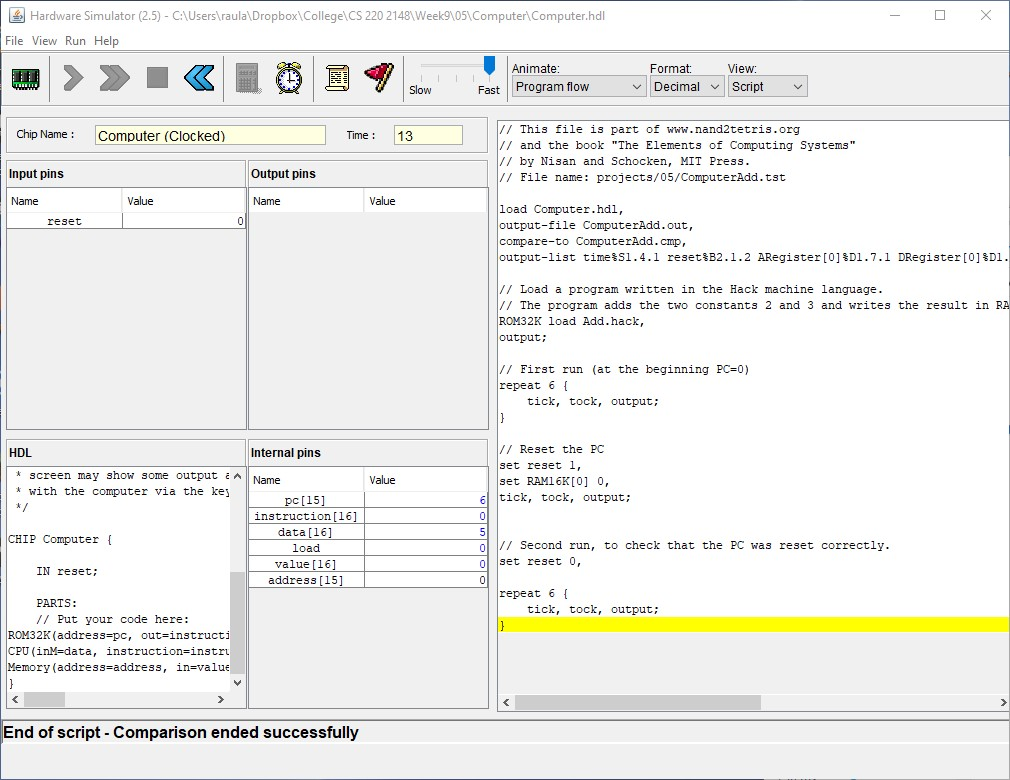 Hardware Simulator (2.5) - C:\Users\raula\Dropbox\College\CS 220 2148\Week9\05\Computer\Computer.hdl
File View Run Help
Slow Fast
Animate:
Program flow
Format:
Decimal
View:
Script
Chip Name :
Computer (Clocked)
Time :
13
Input pins
Name Value
reset 0
Output pins
Name Value
HDL
* screen may show some output a
* with the computer via the key
*/
CHIP Computer {
IN reset;
PARTS:
// Put your code here:
ROM32K(address=pc, out=instructi
CPU(inM=data, instruction=instru
Memory(address=address, in=value
}
Internal pins
Name Value
pc[15] 6
instruction[16] 0
data[16] 5
load 0
value[16] 0
address[15] 0
// This file is part of www.nand2tetris.org
// and the book "The Elements of Computing Systems"
// by Nisan and Schocken, MIT Press.
// File name: projects/05/ComputerAdd.tst
load Computer.hdl,
output-file ComputerAdd.out,
compare-to ComputerAdd.cmp,
output-list time%S1.4.1 reset%B2.1.2 ARegister[0]%D1.7.1 DRegister[0]%D1.
// Load a program written in the Hack machine language.
// The program adds the two constants 2 and 3 and writes the result in RA
ROM32K load Add.hack,
output;
// First run (at the beginning PC=0)
repeat 6 {
tick, tock, output;
}
// Reset the PC
set reset 1,
set RAM16K[0] 0,
tick, tock, output;
// Second run, to check that the PC was reset correctly.
set reset 0,
repeat 6 {
tick, tock, output;
}
End of script - Comparison ended successfully